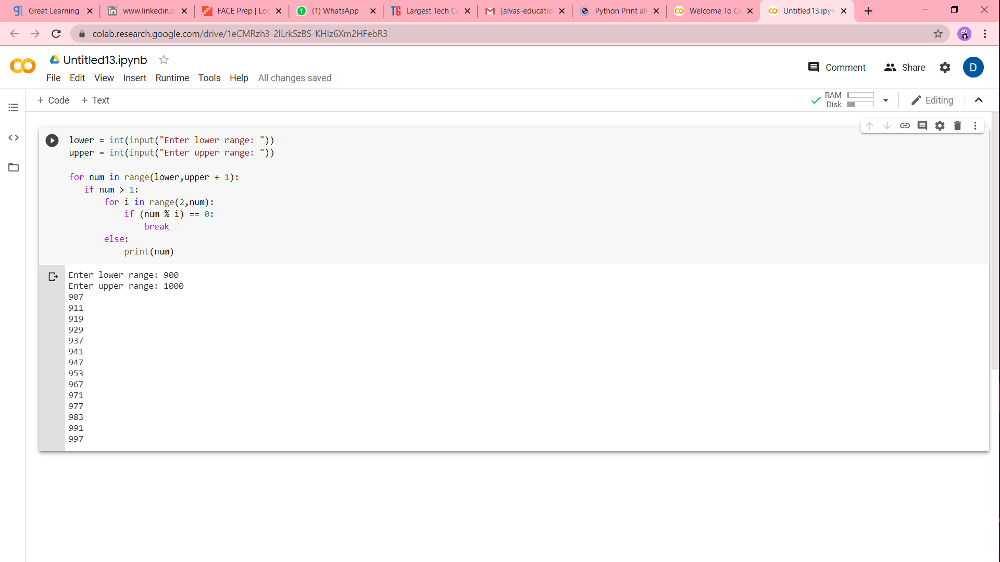 gl Great Learning
in www.linkedin.c
FACE Prep | Log
1 (1) WhatsApp
TG Largest Tech Co
[alvas-educatio
Python Print all
Welcome To Co
Untitled13.ipyn
colab.research.google.com/drive/1eCMRzh3-2lLrkSzBS-KHIz6Xm2HFebR3
Untitled13.ipynb
Comment Share D
File Edit View Insert Runtime Tools Help All changes saved
+ Code + Text
RAM
Disk
Editing
lower = int(input("Enter lower range: "))
upper = int(input("Enter upper range: "))
for num in range(lower,upper + 1):
   if num > 1:
       for i in range(2,num):
           if (num % i) == 0:
               break
       else:
           print(num)
Enter lower range: 900
Enter upper range: 1000
907
911
919
929
937
941
947
953
967
971
977
983
991
997